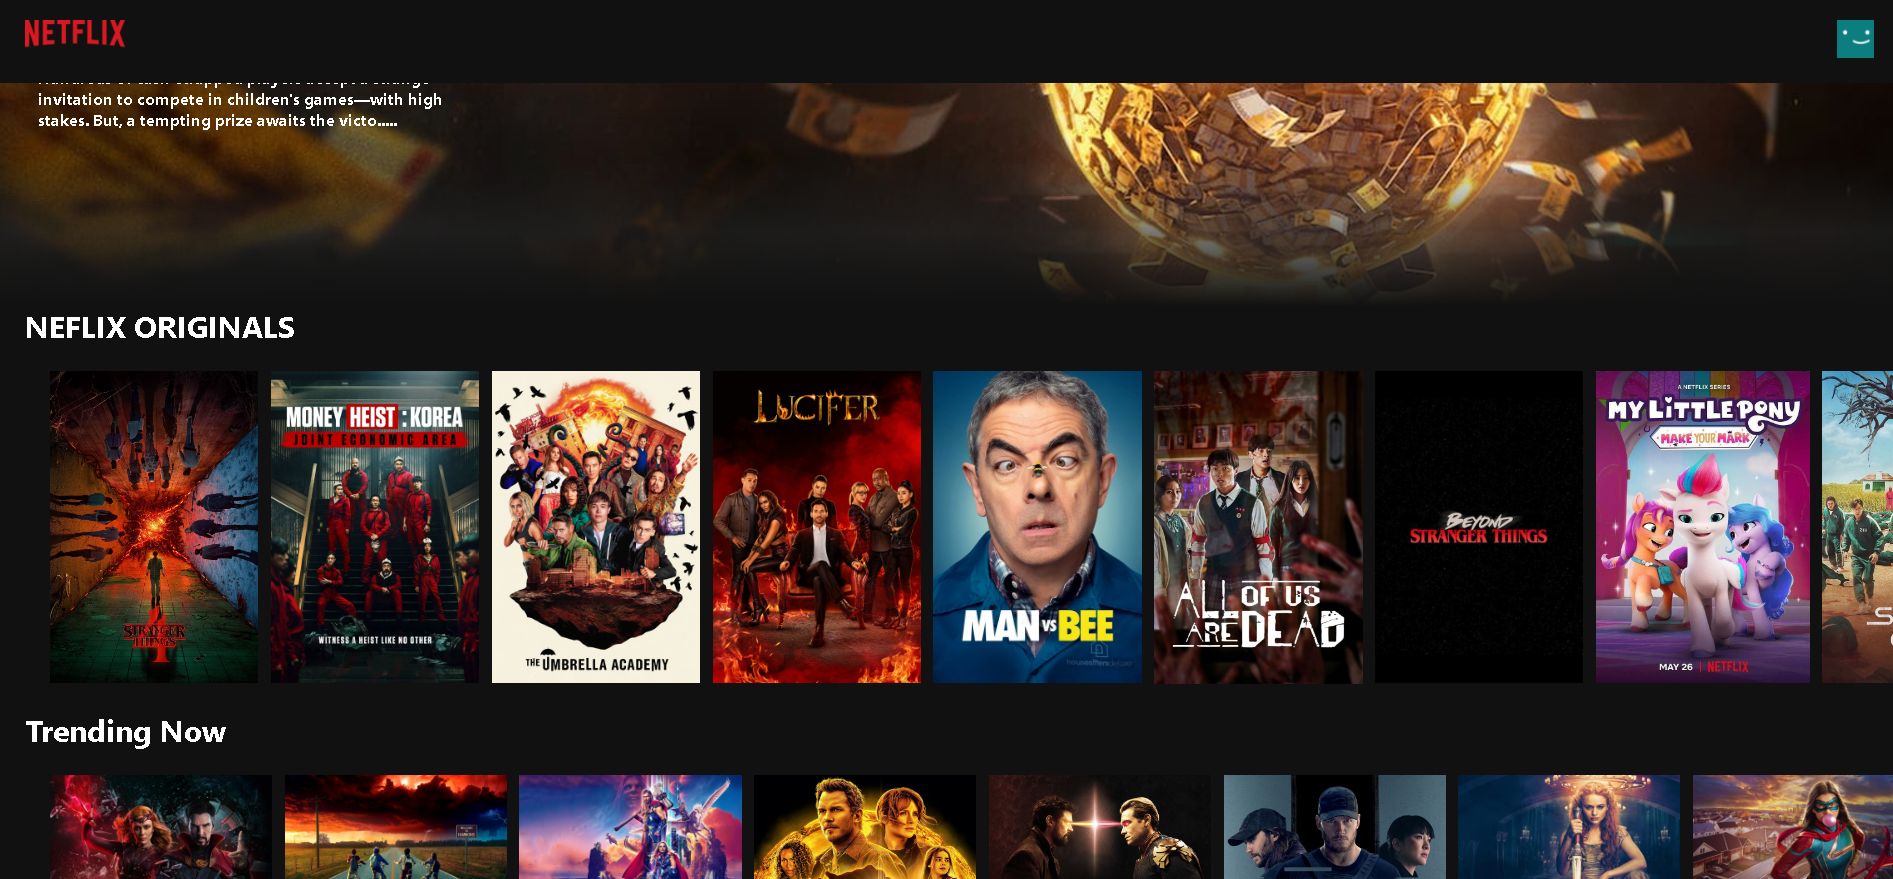 NETFLIX
invitation to compete in children's games—with high
stakes. But, a tempting prize awaits the victo.....
NEFLIX ORIGINALS
STRANGER
THINGS
4
MONEY HEIST : KOREA
JOINT ECONOMIC AREA
WITNESS A HEIST LIKE NO OTHER
THE UMBRELLA ACADEMY
LUCIFER
MAN VS BEE
ALL OF US
ARE DEAD
BEYOND
STRANGER THINGS
A NETFLIX SERIES
MY LITTLE PONY
MAKE YOUR MARK
MAY 26 | NETFLIX
Trending Now